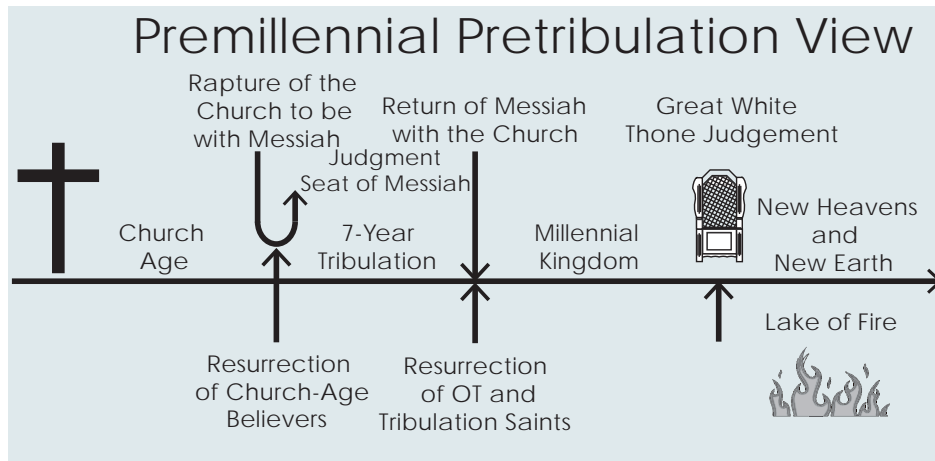 Premillennial Pretribulation View
Rapture of the
Church to be
with Messiah
Judgment
Seat of Messiah
Return of Messiah
with the Church
Great White
Thone Judgement
Church
Age
7-Year
Tribulation
Millennial
Kingdom
New Heavens
and
New Earth
Resurrection
of Church-Age
Believers
Resurrection
of OT and
Tribulation Saints
Lake of Fire